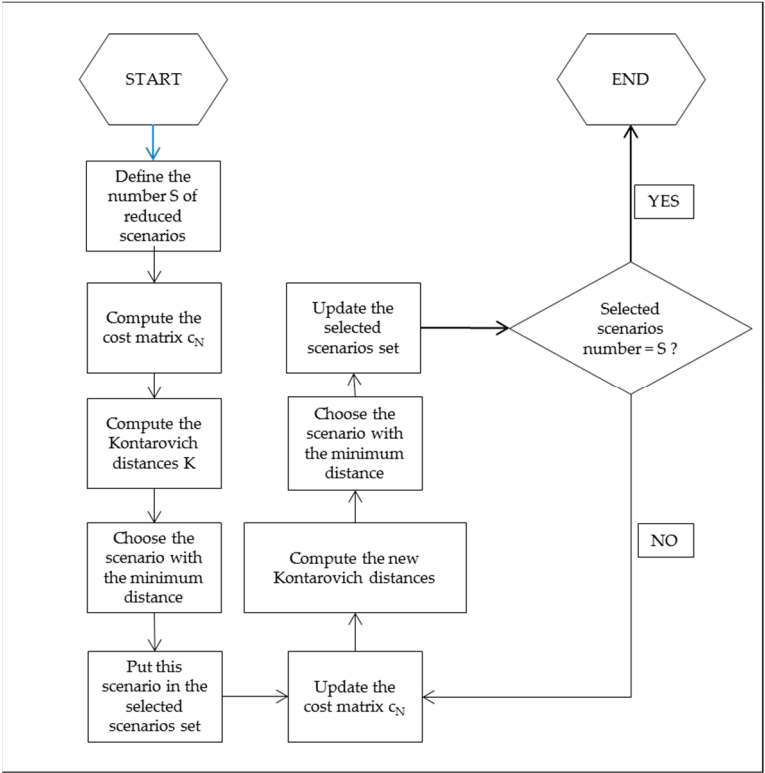 START
Define the
number S of
reduced
scenarios
Compute the
cost matrix cN
Compute the
Kontarovich
distances K
Choose the
scenario with
the minimum
distance
Put this
scenario in the
selected
scenarios set
Update the
cost matrix cN
Compute the new
Kontarovich distances
Choose the
scenario with
the minimum
distance
Update the
selected
scenarios set
Selected
scenarios
number = S ?
YES
END
NO